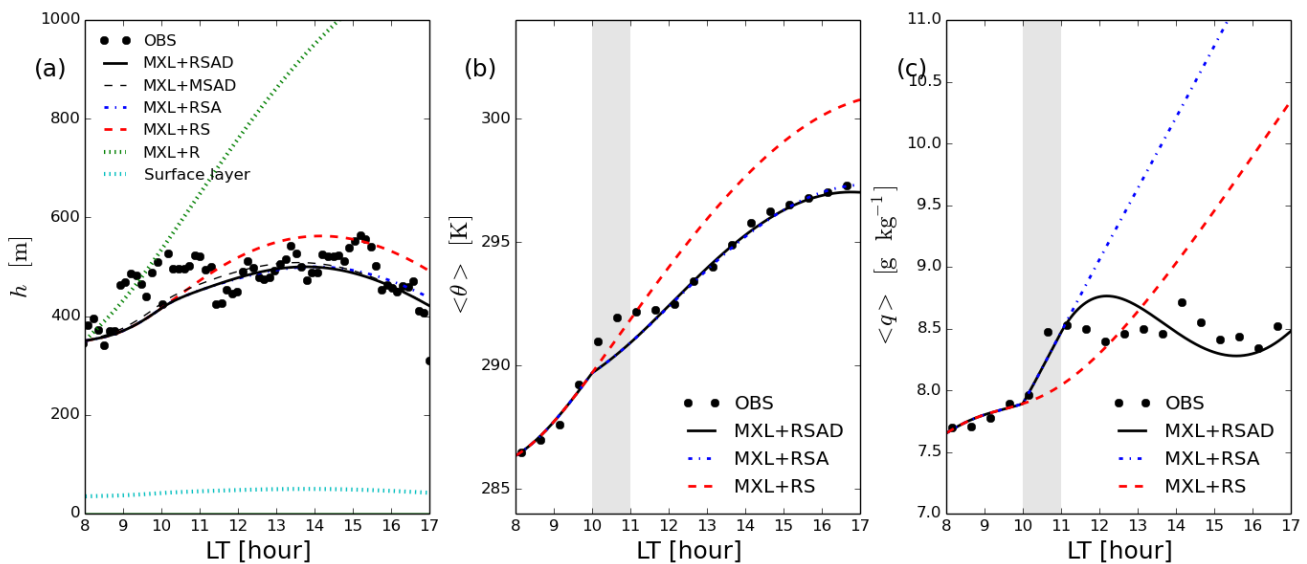 (a)
OBS
MXL+RSAD
MXL+MSAD
MXL+RSA
MXL+RS
MXL+R
Surface layer
1000
800
600
400
200
0
h [m]
8 9 10 11 12 13 14 15 16 17
LT [hour]
(b)
300
295
290
285
<θ> [K]
OBS
MXL+RSAD
MXL+RSA
MXL+RS
8 9 10 11 12 13 14 15 16 17
LT [hour]
(c)
11.0
10.5
10.0
9.5
9.0
8.5
8.0
7.5
7.0
<q> [g kg⁻¹]
OBS
MXL+RSAD
MXL+RSA
MXL+RS
8 9 10 11 12 13 14 15 16 17
LT [hour]